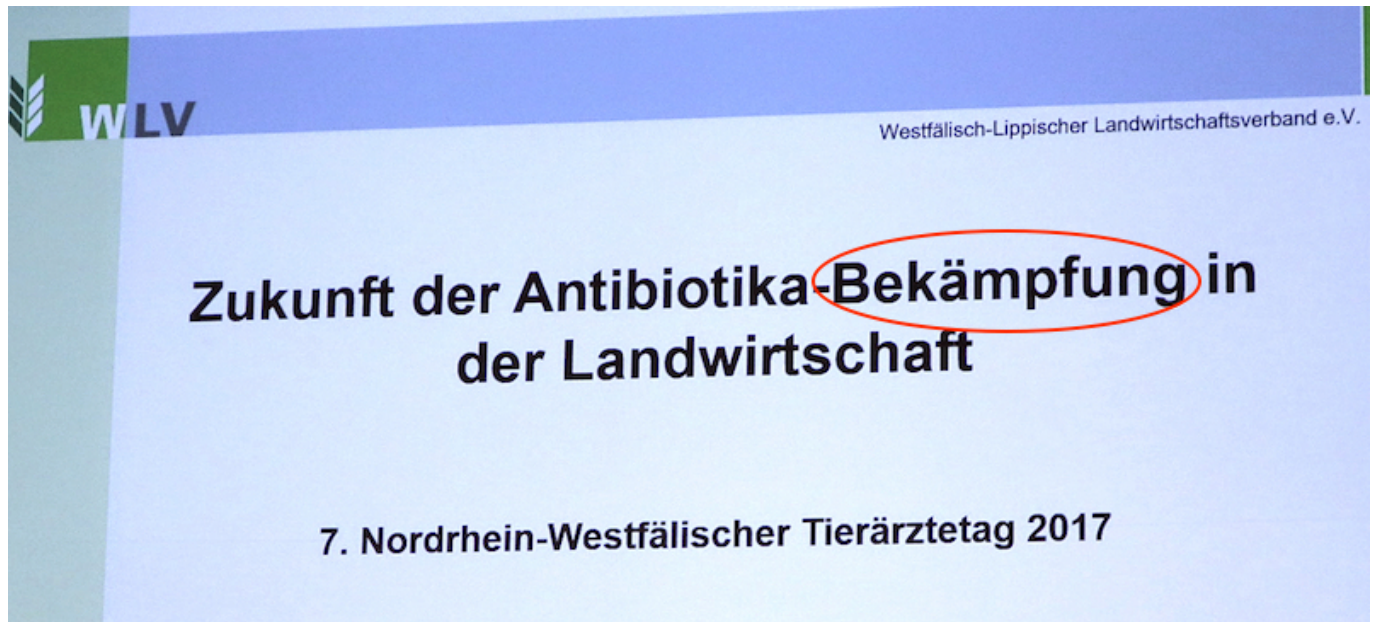 WLV
Westfälisch-Lippischer Landwirtschaftsverband e.V.
Zukunft der Antibiotika-Bekämpfung in
der Landwirtschaft
7. Nordrhein-Westfälischer Tierärztetag 2017